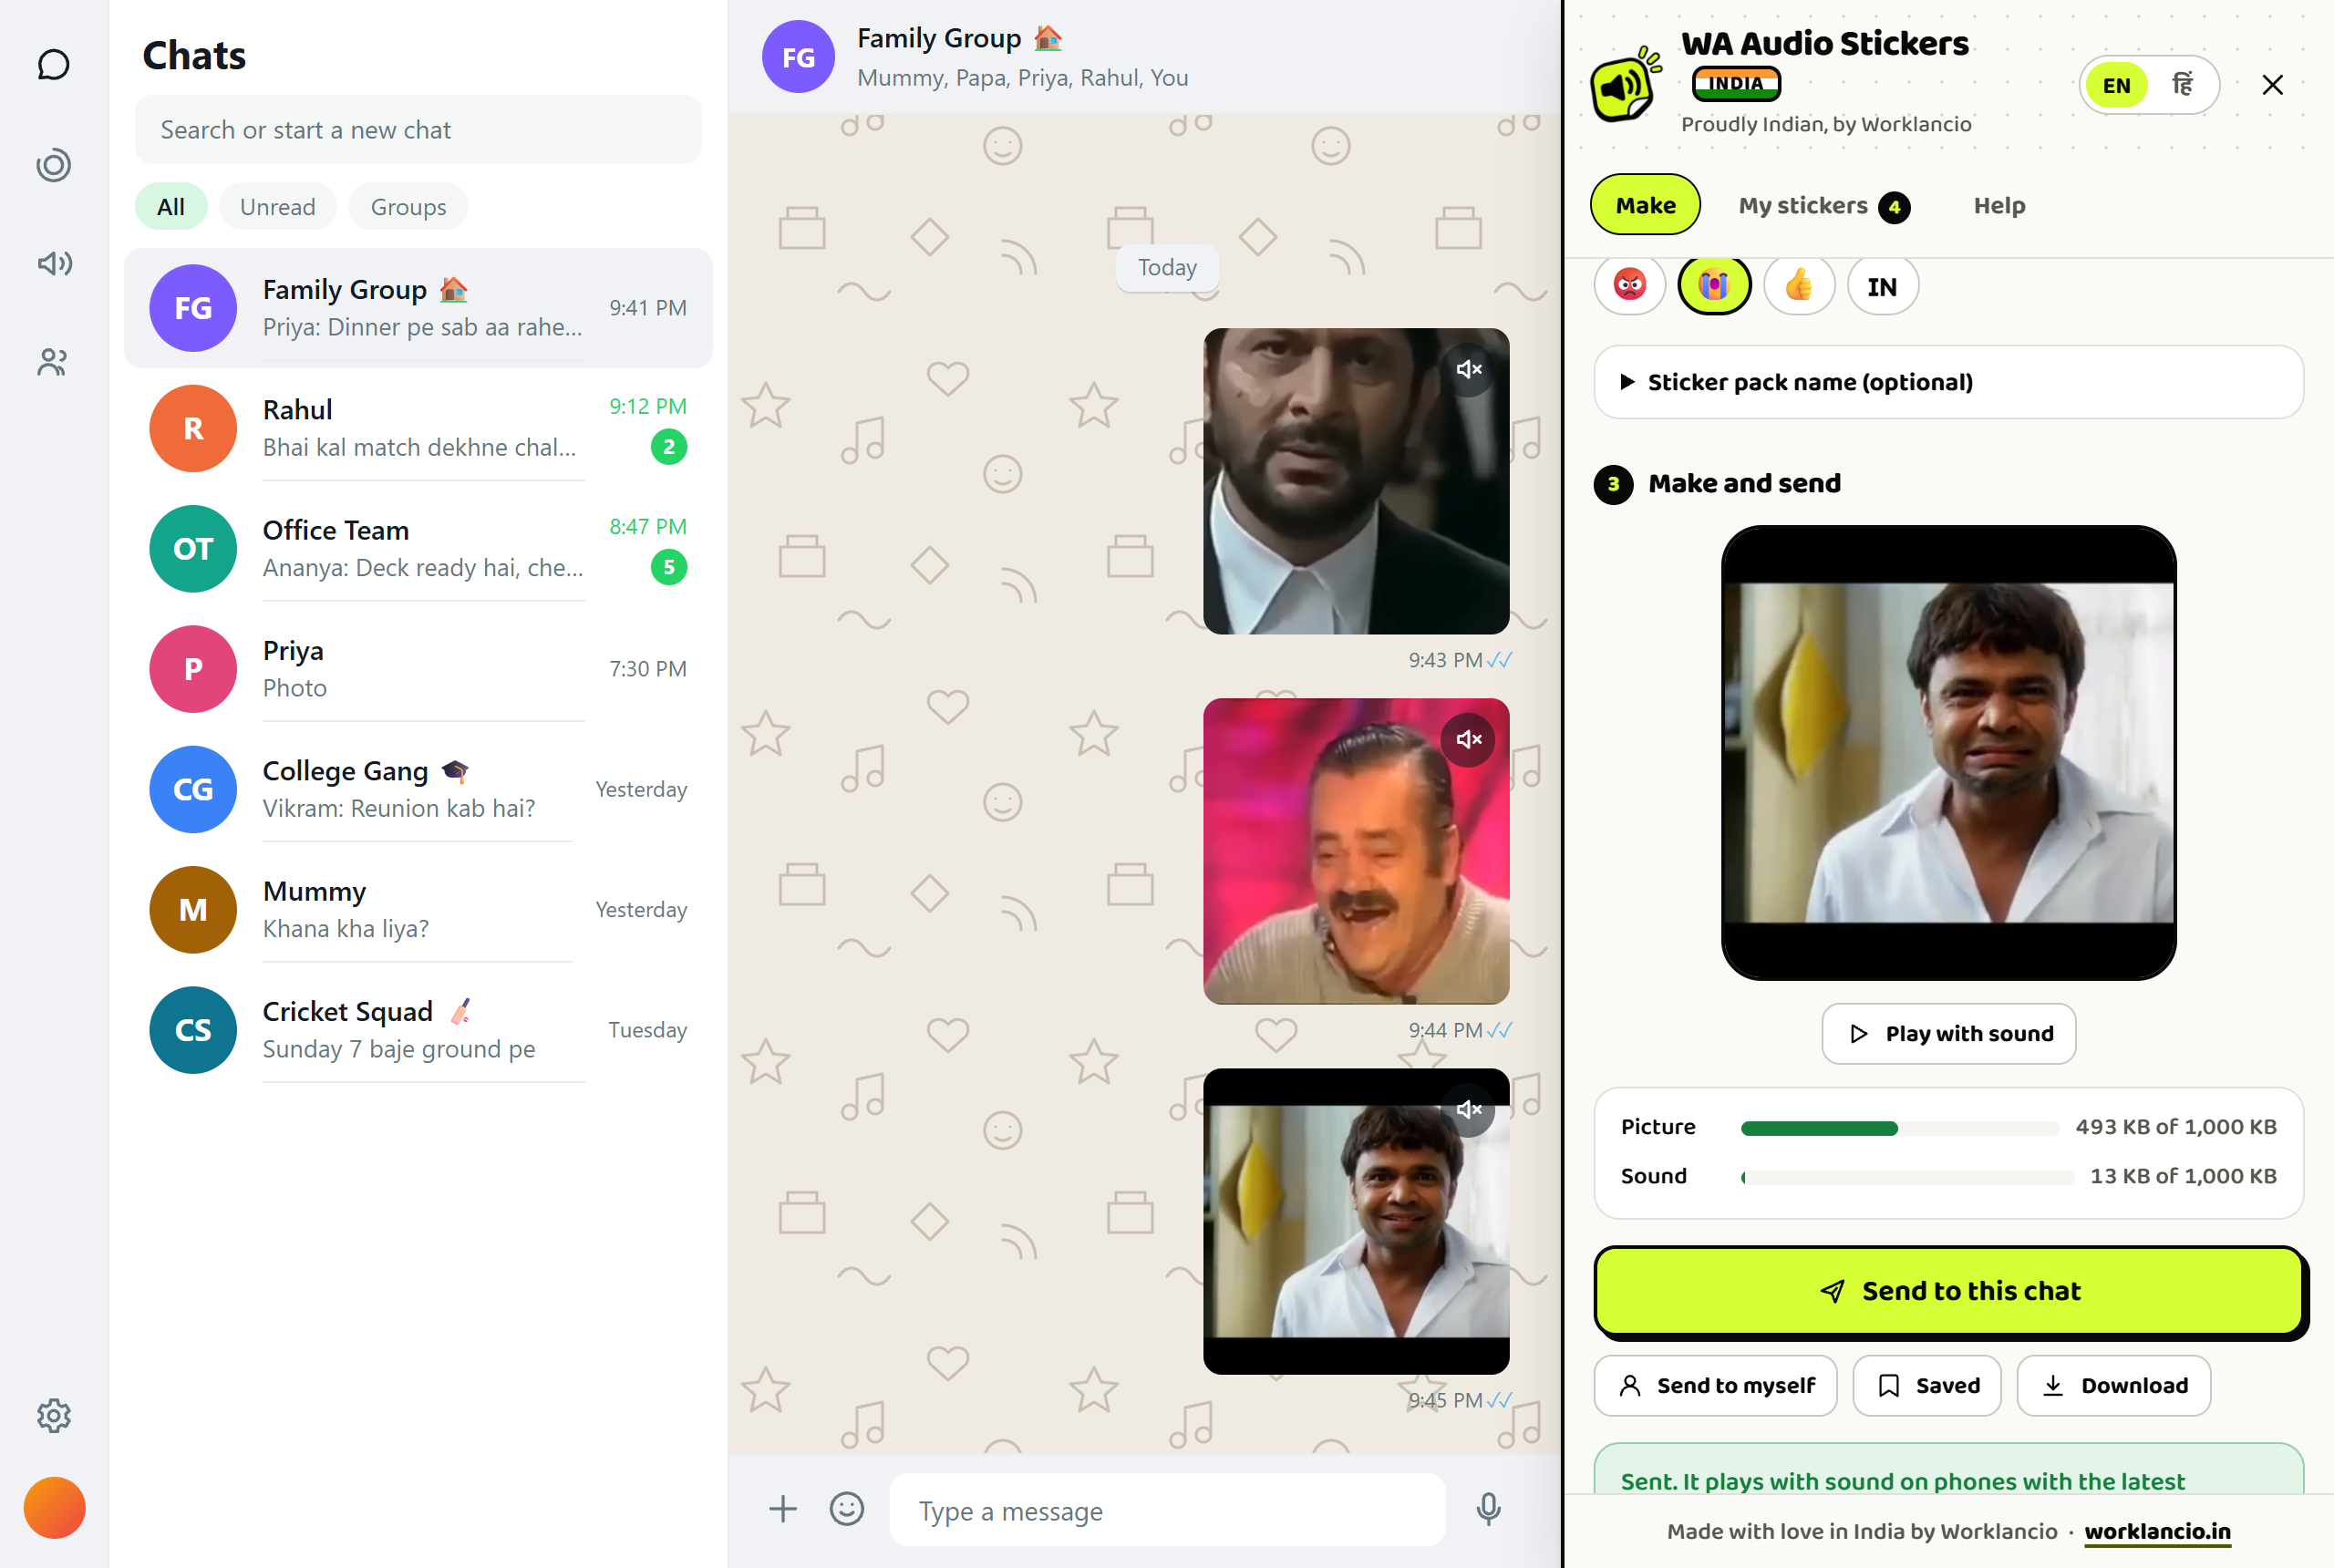 Chats
Search or start a new chat
All
Unread
Groups
FG
Family Group 🏠
Priya: Dinner pe sab aa rahe...
9:41 PM
R
Rahul
Bhai kal match dekhne chal...
9:12 PM
2
OT
Office Team
Ananya: Deck ready hai, che...
8:47 PM
5
P
Priya
Photo
7:30 PM
CG
College Gang 🎓
Vikram: Reunion kab hai?
Yesterday
M
Mummy
Khana kha liya?
Yesterday
CS
Cricket Squad 🏏
Sunday 7 baje ground pe
Tuesday
FG
Family Group 🏠
Mummy, Papa, Priya, Rahul, You
Today
9:43 PM
9:44 PM
9:45 PM
Type a message
WA Audio Stickers
INDIA
Proudly Indian, by Worklancio
EN
हिं
Make
My stickers 4
Help
IN
Sticker pack name (optional)
3 Make and send
Play with sound
Picture
493 KB of 1,000 KB
Sound
13 KB of 1,000 KB
Send to this chat
Send to myself
Saved
Download
Sent. It plays with sound on phones with the latest
Made with love in India by Worklancio · worklancio.in